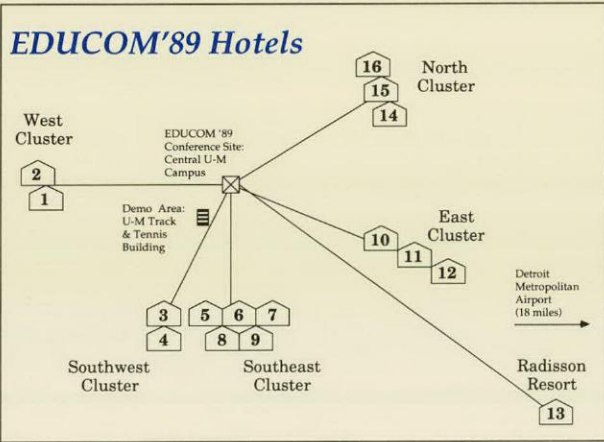 EDUCOM'89 Hotels
16
15
14
North
Cluster
West
Cluster
2
1
EDUCOM '89
Conference Site:
Central U-M
Campus
Demo Area:
U-M Track
& Tennis
Building
East
Cluster
10
11
12
Detroit
Metropolitan
Airport
(18 miles)
3
4
5 6 7
8 9
Southwest
Cluster
Southeast
Cluster
Radisson
Resort
13